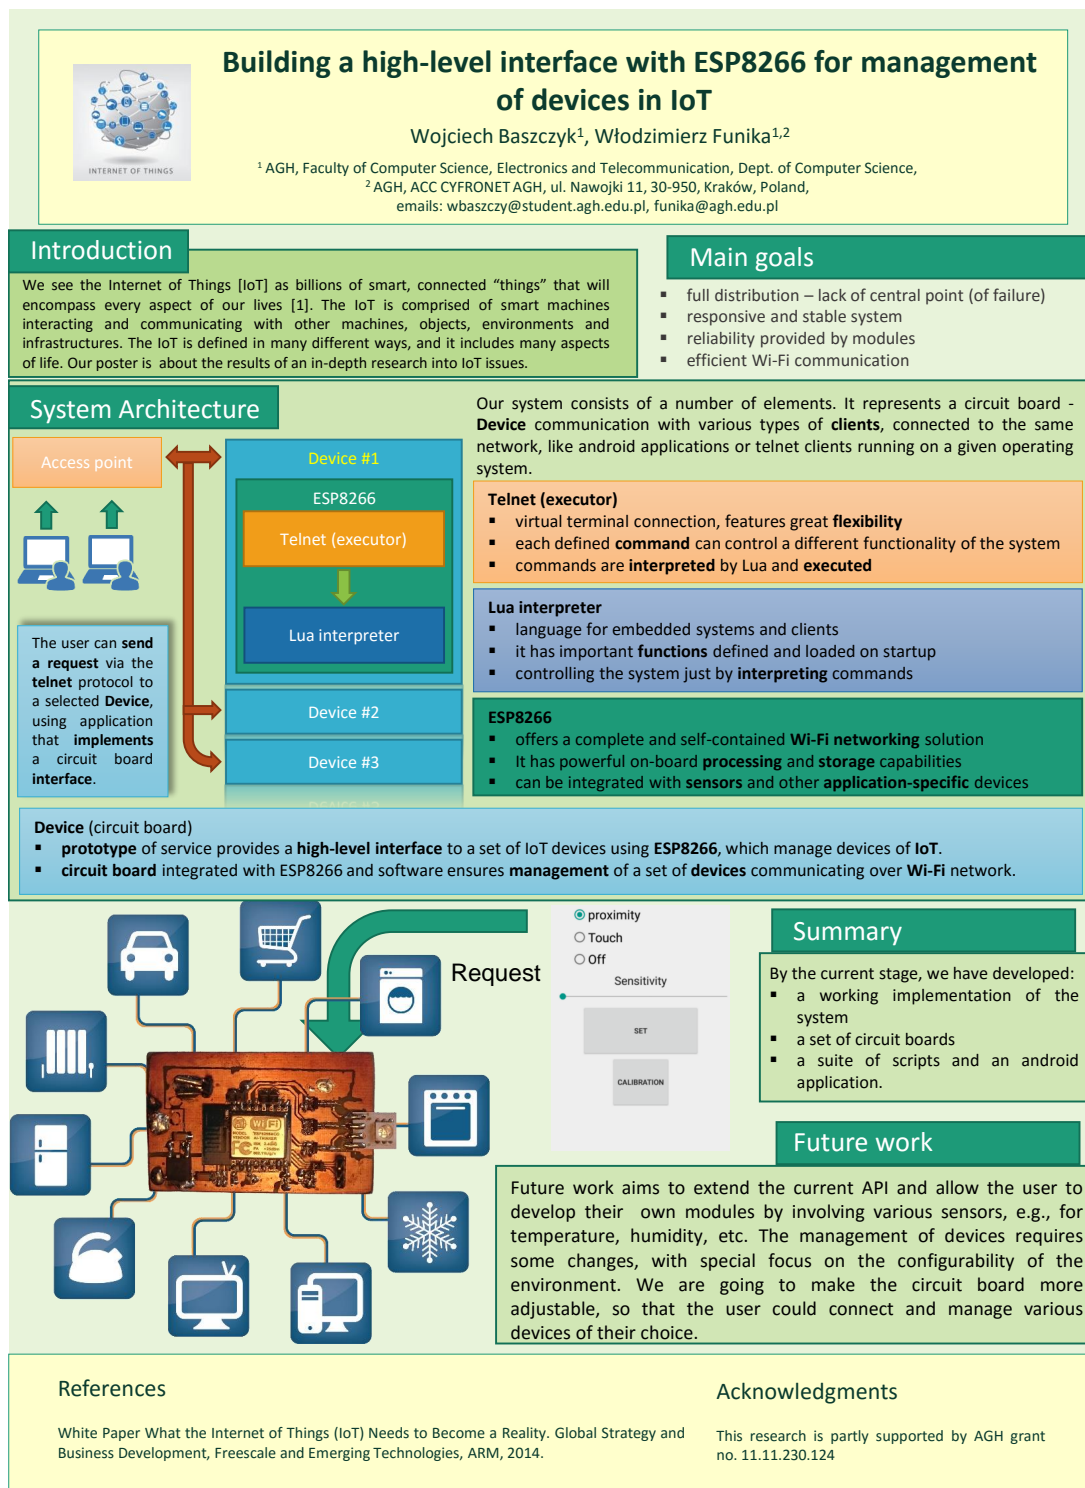 Building a high-level interface with ESP8266 for management
of devices in IoT
Wojciech Baszczyk1, Włodzimierz Funika1,2
1 AGH, Faculty of Computer Science, Electronics and Telecommunication, Dept. of Computer Science,
2 AGH, ACC CYFRONET AGH, ul. Nawojki 11, 30-950, Kraków, Poland,
emails: wbaszczy@student.agh.edu.pl, funika@agh.edu.pl
INTERNET OF THINGS
Introduction
We see the Internet of Things [IoT] as billions of smart, connected “things” that will
encompass every aspect of our lives [1]. The IoT is comprised of smart machines
interacting and communicating with other machines, objects, environments and
infrastructures. The IoT is defined in many different ways, and it includes many aspects
of life. Our poster is about the results of an in-depth research into IoT issues.
Main goals
▪ full distribution – lack of central point (of failure)
▪ responsive and stable system
▪ reliability provided by modules
▪ efficient Wi-Fi communication
System Architecture
Access point
Device #1
ESP8266
Telnet (executor)
Lua interpreter
Device #2
Device #3
The user can send
a request via the
telnet protocol to
a selected Device,
using application
that implements
a circuit board
interface.
Our system consists of a number of elements. It represents a circuit board -
Device communication with various types of clients, connected to the same
network, like android applications or telnet clients running on a given operating
system.
Telnet (executor)
▪ virtual terminal connection, features great flexibility
▪ each defined command can control a different functionality of the system
▪ commands are interpreted by Lua and executed
Lua interpreter
▪ language for embedded systems and clients
▪ it has important functions defined and loaded on startup
▪ controlling the system just by interpreting commands
ESP8266
▪ offers a complete and self-contained Wi-Fi networking solution
▪ It has powerful on-board processing and storage capabilities
▪ can be integrated with sensors and other application-specific devices
Device (circuit board)
▪ prototype of service provides a high-level interface to a set of IoT devices using ESP8266, which manage devices of IoT.
▪ circuit board integrated with ESP8266 and software ensures management of a set of devices communicating over Wi-Fi network.
Request
WiFi
FC
proximity
Touch
Off
Sensitivity
SET
CALIBRATION
Summary
By the current stage, we have developed:
▪ a working implementation of the
system
▪ a set of circuit boards
▪ a suite of scripts and an android
application.
Future work
Future work aims to extend the current API and allow the user to
develop their own modules by involving various sensors, e.g., for
temperature, humidity, etc. The management of devices requires
some changes, with special focus on the configurability of the
environment. We are going to make the circuit board more
adjustable, so that the user could connect and manage various
devices of their choice.
References
White Paper What the Internet of Things (IoT) Needs to Become a Reality. Global Strategy and
Business Development, Freescale and Emerging Technologies, ARM, 2014.
Acknowledgments
This research is partly supported by AGH grant
no. 11.11.230.124